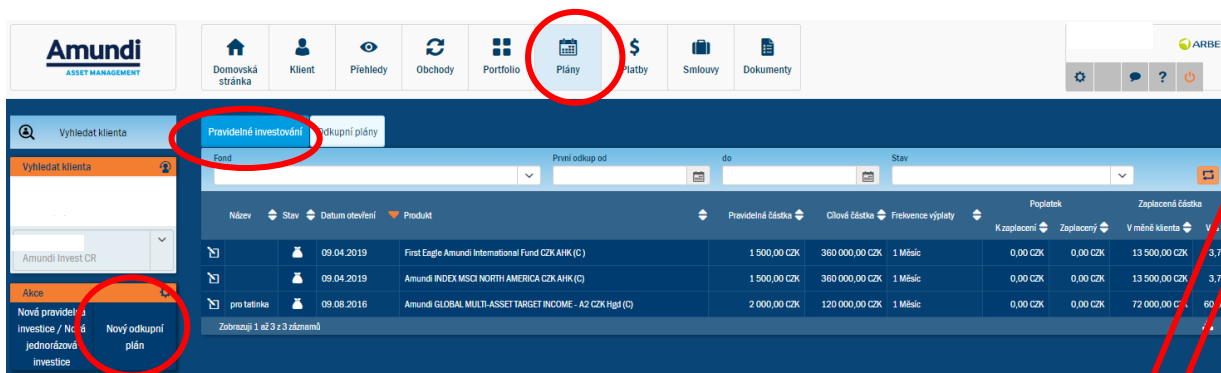 Amundi
ASSET MANAGEMENT
Domovská stránka
Klient
Přehledy
Obchody
Portfolio
Plány
Platby
Smlouvy
Dokumenty
ARBE
?
Vyhledat klienta
Vyhledat klienta
Amundi Invest CR
Akce
Nová pravidelná
investice / Nová
jednorázová
investice
Nový odkupní
plán
Pravidelné investování
Odkupní plány
Fond
První odkup od
do
Stav
Poplatek
Zaplacená částka
Název Stav Datum otevření Produkt Pravidelná částka Cílová částka Frekvence výplaty K zaplacení Zaplacený V měně klienta
09.04.2019 First Eagle Amundi International Fund CZK AHK (C ) 1 500,00 CZK 360 000,00 CZK 1 Měsíc 0,00 CZK 0,00 CZK 13 500,00 CZK 3,7
09.04.2019 Amundi INDEX MSCI NORTH AMERICA CZK AHK (C) 1 500,00 CZK 360 000,00 CZK 1 Měsíc 0,00 CZK 0,00 CZK 13 500,00 CZK 3,7
pro tatinka 09.08.2016 Amundi GLOBAL MULTI-ASSET TARGET INCOME - A2 CZK Hgd (C) 2 000,00 CZK 120 000,00 CZK 1 Měsíc 0,00 CZK 0,00 CZK 72 000,00 CZK 60
Zobrazuji 1 až 3 z 3 záznamů